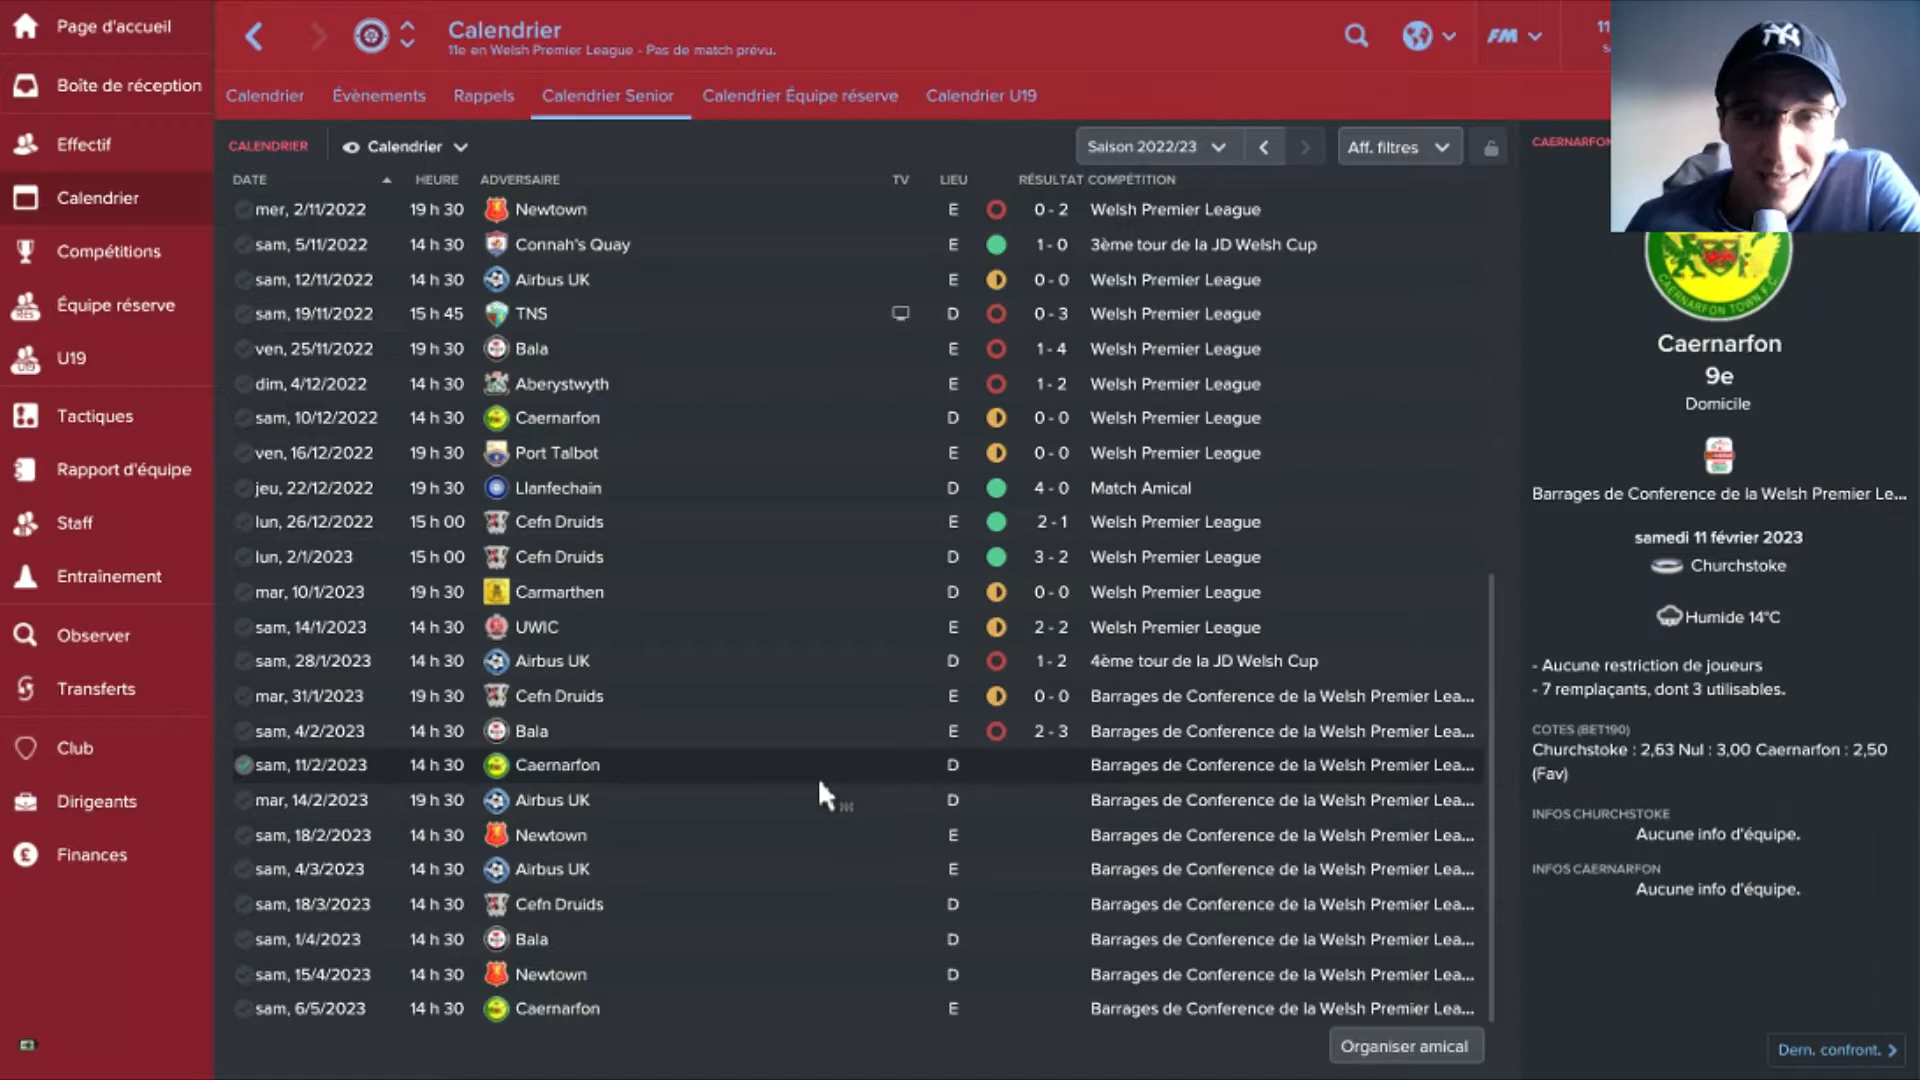 Page d'accueil
Boîte de réception
Effectif
Calendrier
Compétitions
Équipe réserve
U19
Tactiques
Rapport d'équipe
Staff
Entraînement
Observer
Transferts
Club
Dirigeants
Finances
Calendrier
11e en Welsh Premier League - Pas de match prévu.
FM
11
Calendrier Évènements Rappels Calendrier Senior Calendrier Équipe réserve Calendrier U19
CALENDRIER Calendrier Saison 2022/23 Aff. filtres
DATE HEURE ADVERSAIRE TV LIEU RÉSULTAT COMPÉTITION
mer, 2/11/2022 19 h 30 Newtown E 0 - 2 Welsh Premier League
sam, 5/11/2022 14 h 30 Connah's Quay E 1 - 0 3ème tour de la JD Welsh Cup
sam, 12/11/2022 14 h 30 Airbus UK E 0 - 0 Welsh Premier League
sam, 19/11/2022 15 h 45 TNS D 0 - 3 Welsh Premier League
ven, 25/11/2022 19 h 30 Bala E 1 - 4 Welsh Premier League
dim, 4/12/2022 14 h 30 Aberystwyth E 1 - 2 Welsh Premier League
sam, 10/12/2022 14 h 30 Caernarfon D 0 - 0 Welsh Premier League
ven, 16/12/2022 19 h 30 Port Talbot E 0 - 0 Welsh Premier League
jeu, 22/12/2022 19 h 30 Llanfechain D 4 - 0 Match Amical
lun, 26/12/2022 15 h 00 Cefn Druids E 2 - 1 Welsh Premier League
lun, 2/1/2023 15 h 00 Cefn Druids D 3 - 2 Welsh Premier League
mar, 10/1/2023 19 h 30 Carmarthen D 0 - 0 Welsh Premier League
sam, 14/1/2023 14 h 30 UWIC E 2 - 2 Welsh Premier League
sam, 28/1/2023 14 h 30 Airbus UK D 1 - 2 4ème tour de la JD Welsh Cup
mar, 31/1/2023 19 h 30 Cefn Druids E 0 - 0 Barrages de Conference de la Welsh Premier Lea...
sam, 4/2/2023 14 h 30 Bala E 2 - 3 Barrages de Conference de la Welsh Premier Lea...
sam, 11/2/2023 14 h 30 Caernarfon D Barrages de Conference de la Welsh Premier Lea...
mar, 14/2/2023 19 h 30 Airbus UK D Barrages de Conference de la Welsh Premier Lea...
sam, 18/2/2023 14 h 30 Newtown E Barrages de Conference de la Welsh Premier Lea...
sam, 4/3/2023 14 h 30 Airbus UK E Barrages de Conference de la Welsh Premier Lea...
sam, 18/3/2023 14 h 30 Cefn Druids D Barrages de Conference de la Welsh Premier Lea...
sam, 1/4/2023 14 h 30 Bala D Barrages de Conference de la Welsh Premier Lea...
sam, 15/4/2023 14 h 30 Newtown D Barrages de Conference de la Welsh Premier Lea...
sam, 6/5/2023 14 h 30 Caernarfon E Barrages de Conference de la Welsh Premier Lea...
Organiser amical
CAERNARFON
NY
CAERNARFON TOWN F.C
Caernarfon
9e
Domicile
Barrages de Conference de la Welsh Premier Le...
samedi 11 février 2023
Churchstoke
Humide 14°C
- Aucune restriction de joueurs
- 7 remplaçants, dont 3 utilisables.
COTES (BET190)
Churchstoke : 2,63 Nul : 3,00 Caernarfon : 2,50
(Fav)
INFOS CHURCHSTOKE
Aucune info d'équipe.
INFOS CAERNARFON
Aucune info d'équipe.
Dern. confront.